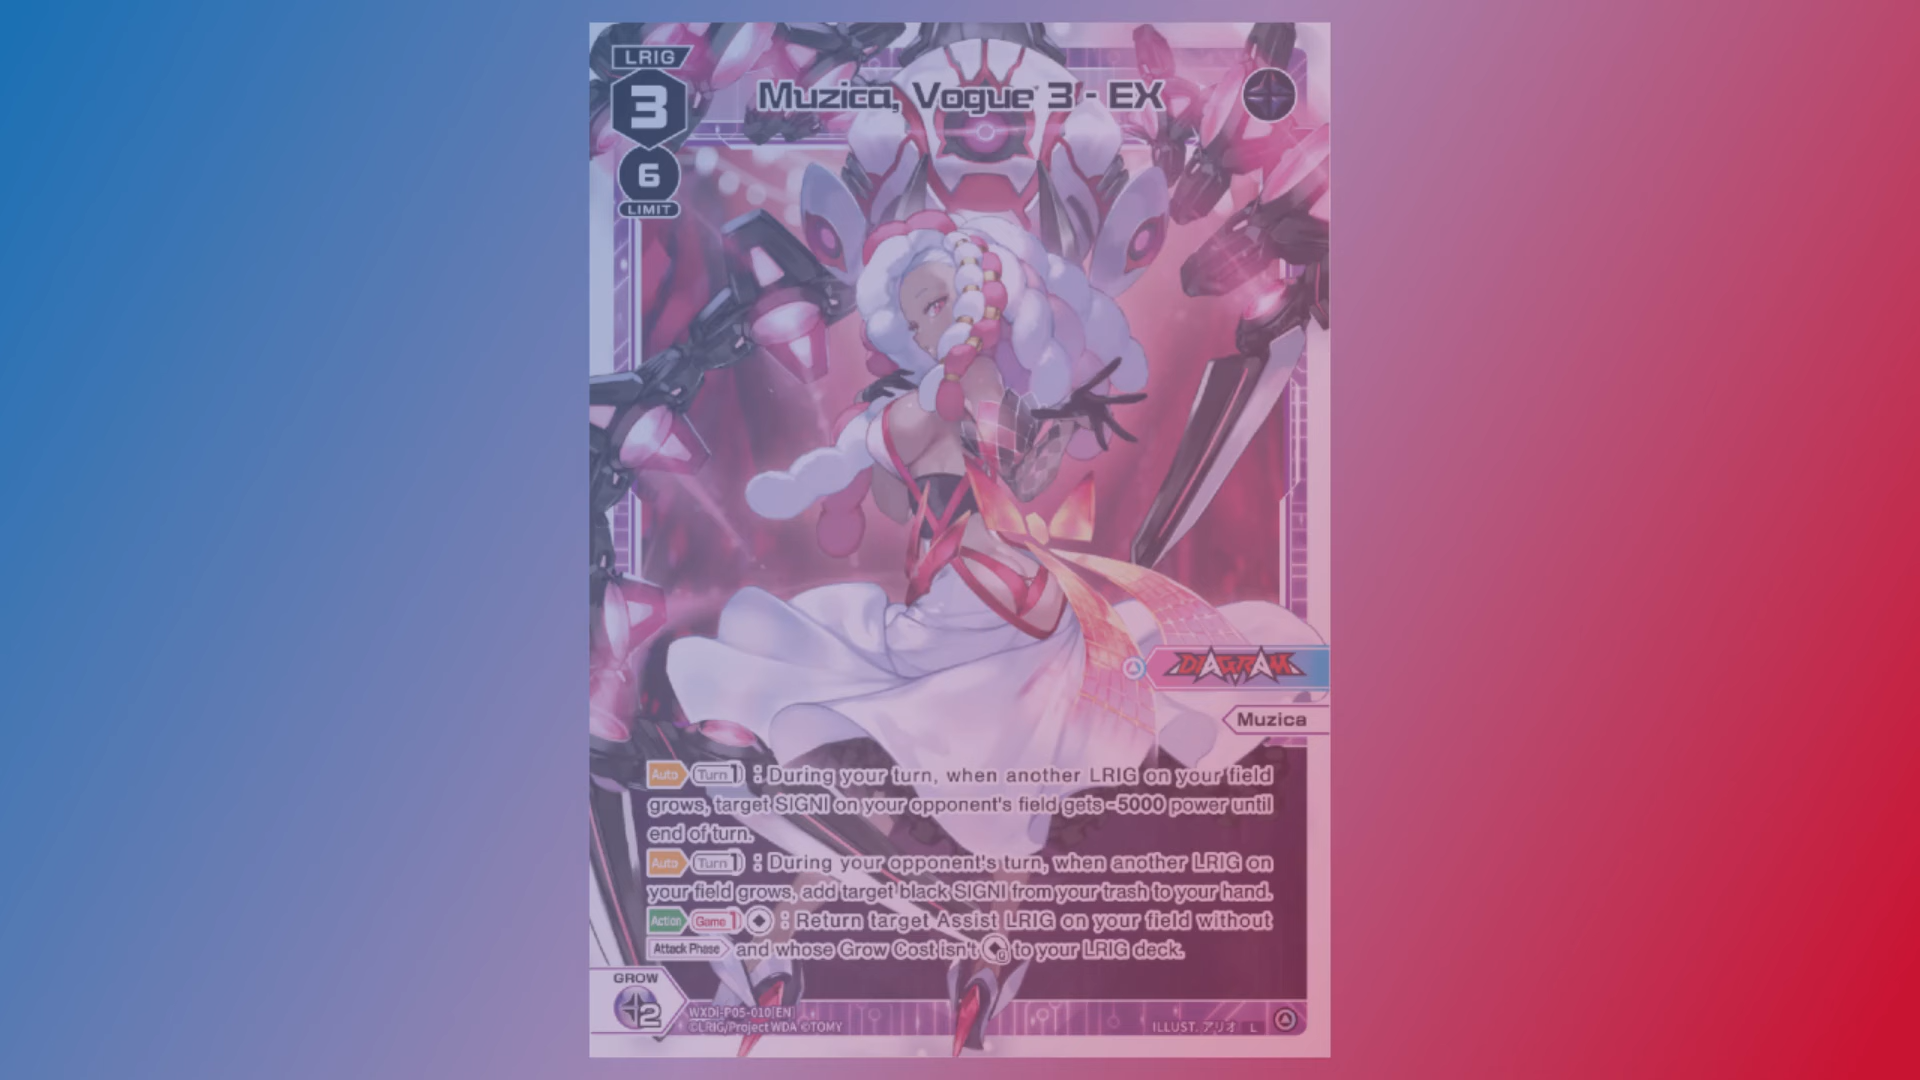 LRIG
3
Muzica, Vogue 3 - EX
6
LIMIT
DIAGRAM
Muzica
Auto Turn 1 : During your turn, when another LRIG on your field
grows, target SIGNI on your opponent's field gets -5000 power until
end of turn.
Auto Turn 1 : During your opponent's turn, when another LRIG on
your field grows, add target black SIGNI from your trash to your hand.
Action Game 1 : Return target Assist LRIG on your field without
Attack Phase and whose Grow Cost isn't 0 to your LRIG deck.
GROW
2
WXDi-P05-010[EN]
©LRIG/Project WDA ©TOMY
ILLUST. アリオ L